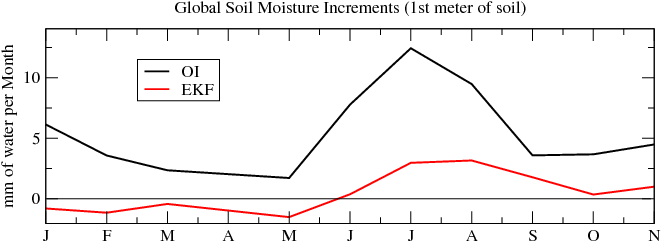 Global Soil Moisture Increments (1st meter of soil)
mm of water per Month
10
5
0
OI
EKF
J F M A M J J A S O N